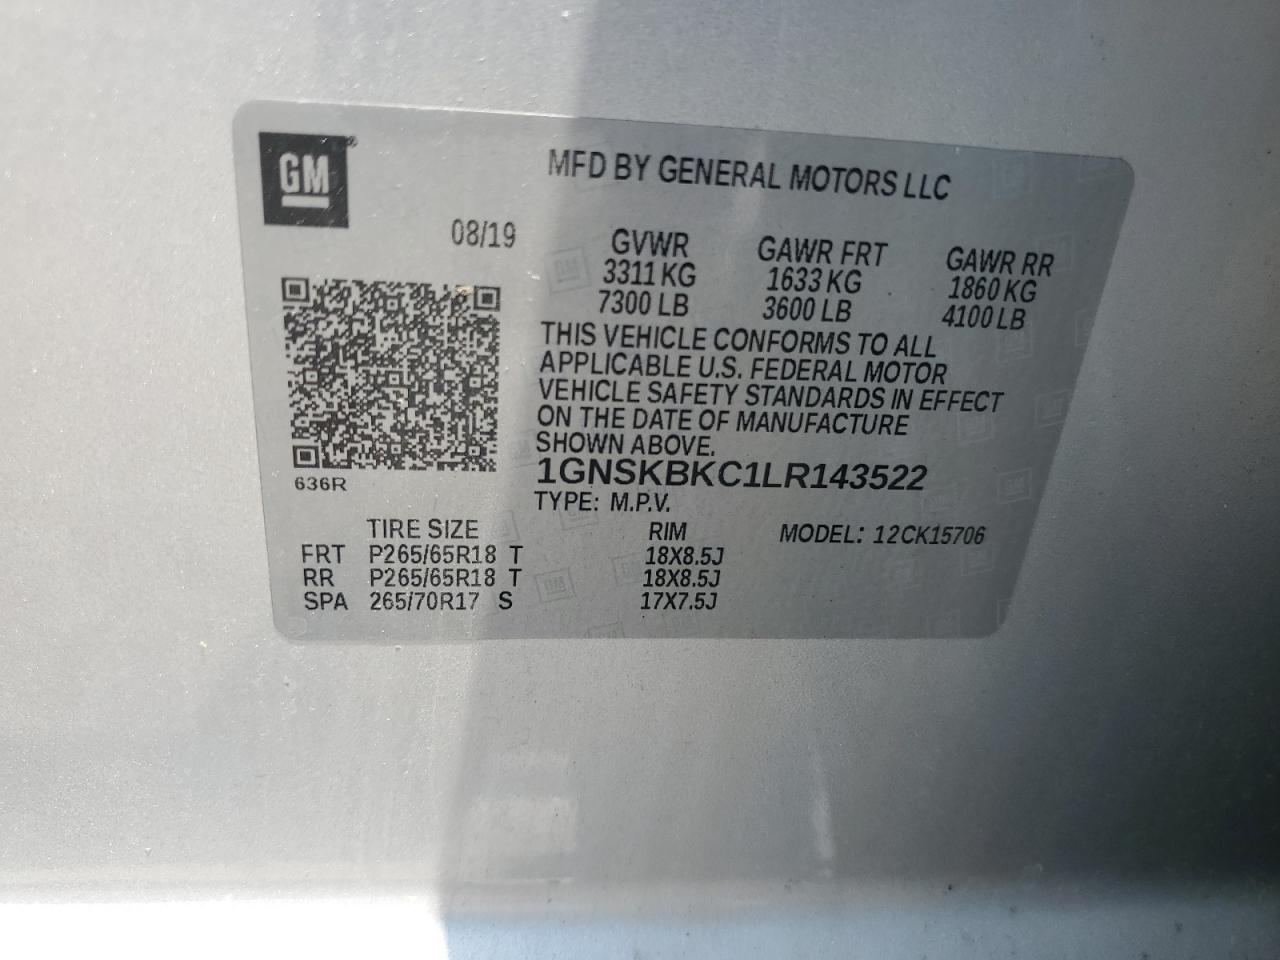 GM
MFD BY GENERAL MOTORS LLC
08/19
GVWR GAWR FRT GAWR RR
3311 KG 1633 KG 1860 KG
7300 LB 3600 LB 4100 LB
THIS VEHICLE CONFORMS TO ALL
APPLICABLE U.S. FEDERAL MOTOR
VEHICLE SAFETY STANDARDS IN EFFECT
ON THE DATE OF MANUFACTURE
SHOWN ABOVE.
636R
1GNSKBKC1LR143522
TYPE: M.P.V.
TIRE SIZE RIM MODEL: 12CK15706
FRT P265/65R18 T 18X8.5J
RR P265/65R18 T 18X8.5J
SPA 265/70R17 S 17X7.5J